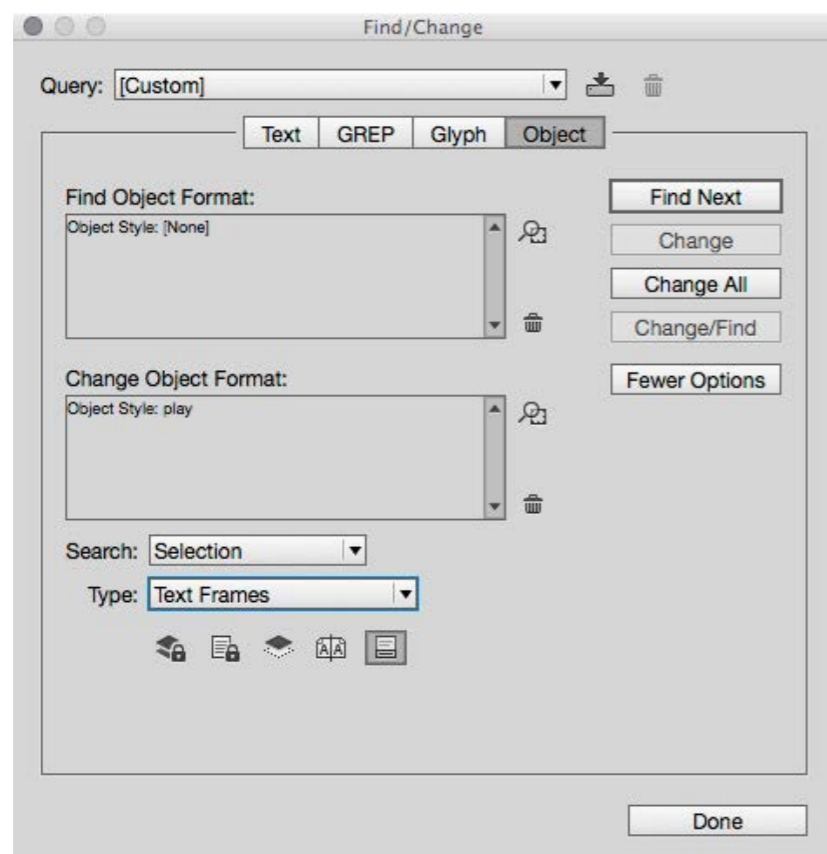 Find/Change
Query: [Custom]
Text GREP Glyph Object
Find Object Format:
Object Style: [None]
Find Next
Change
Change All
Change/Find
Fewer Options
Change Object Format:
Object Style: play
Search: Selection
Type: Text Frames
Done